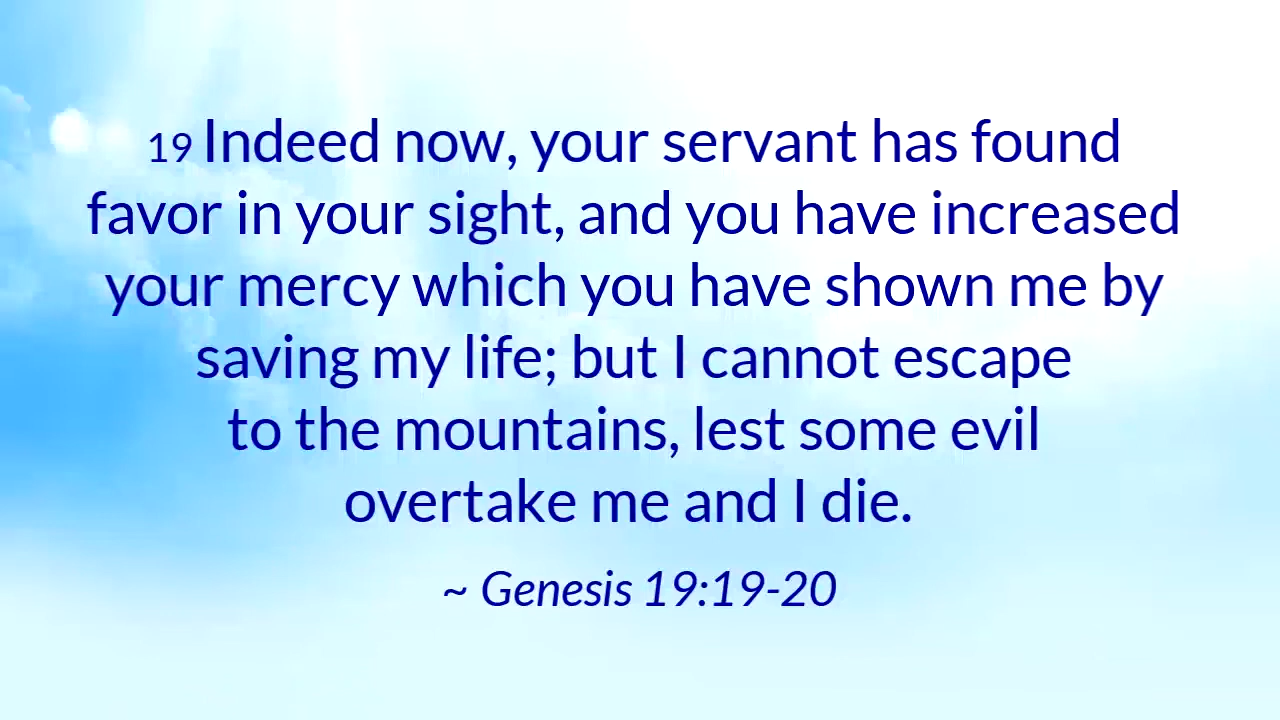 19 Indeed now, your servant has found
favor in your sight, and you have increased
your mercy which you have shown me by
saving my life; but I cannot escape
to the mountains, lest some evil
overtake me and I die.
~ Genesis 19:19-20